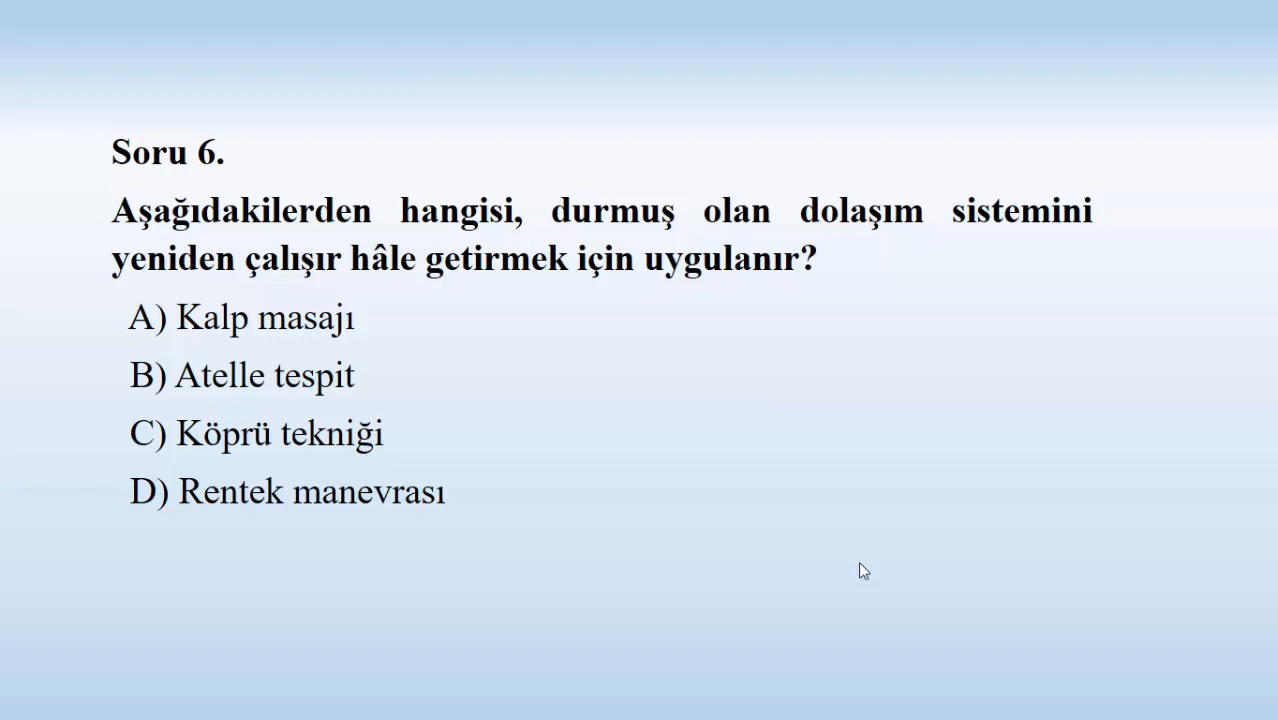 Soru 6.
Aşağıdakilerden hangisi, durmuş olan dolaşım sistemini
yeniden çalışır hâle getirmek için uygulanır?
A) Kalp masajı
B) Atelle tespit
C) Köprü tekniği
D) Rentek manevrası